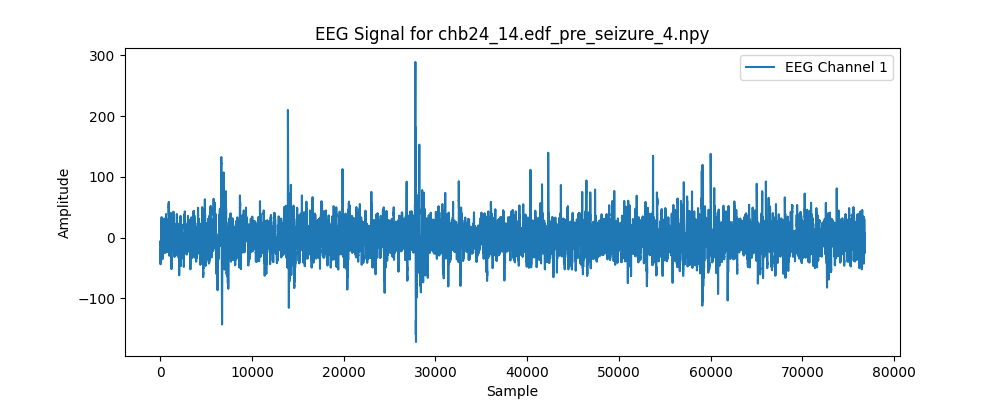 EEG Signal for chb24_14.edf_pre_seizure_4.npy
EEG Channel 1
300
200
100
0
−100
Amplitude
0 10000 20000 30000 40000 50000 60000 70000 80000
Sample